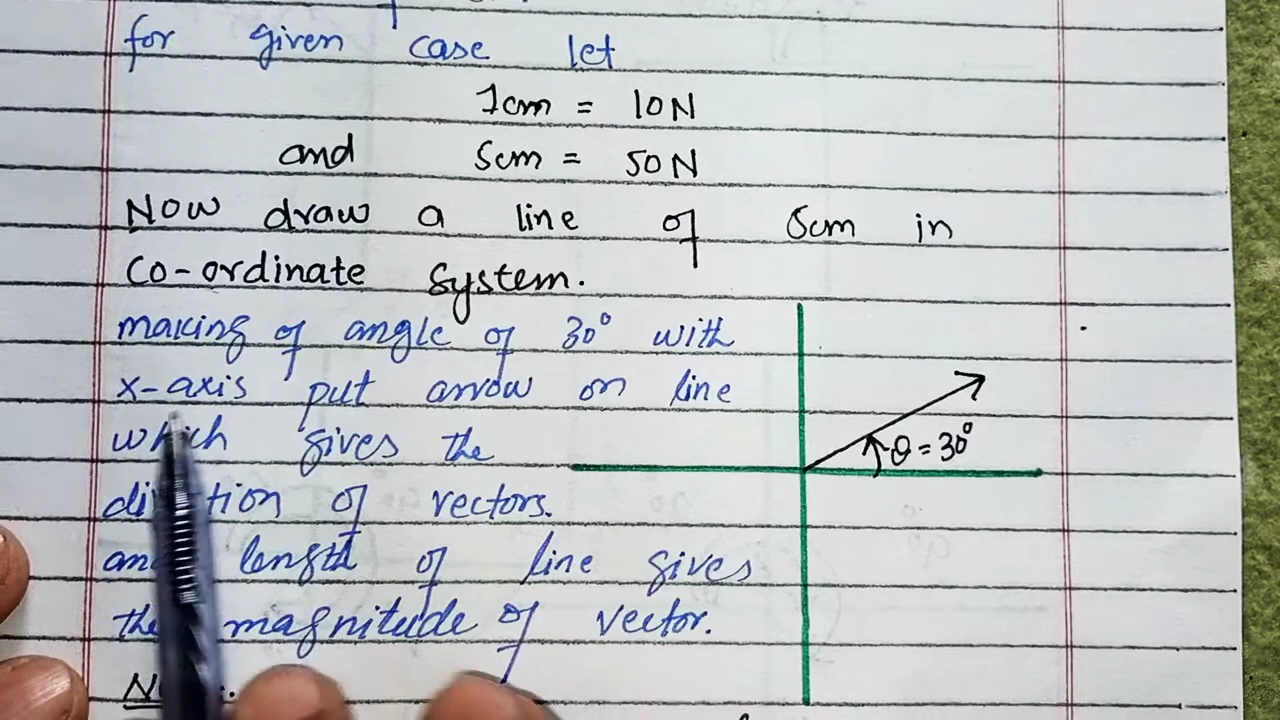 for given case let
1cm = 10N
and 5cm = 50N
Now draw a line of 5cm in
Co-ordinate system.
making of angle of 30° with
x-axis put arrow on line
which gives the
of vectors.
length of line gives
the magnitude of vector.
θ = 30°